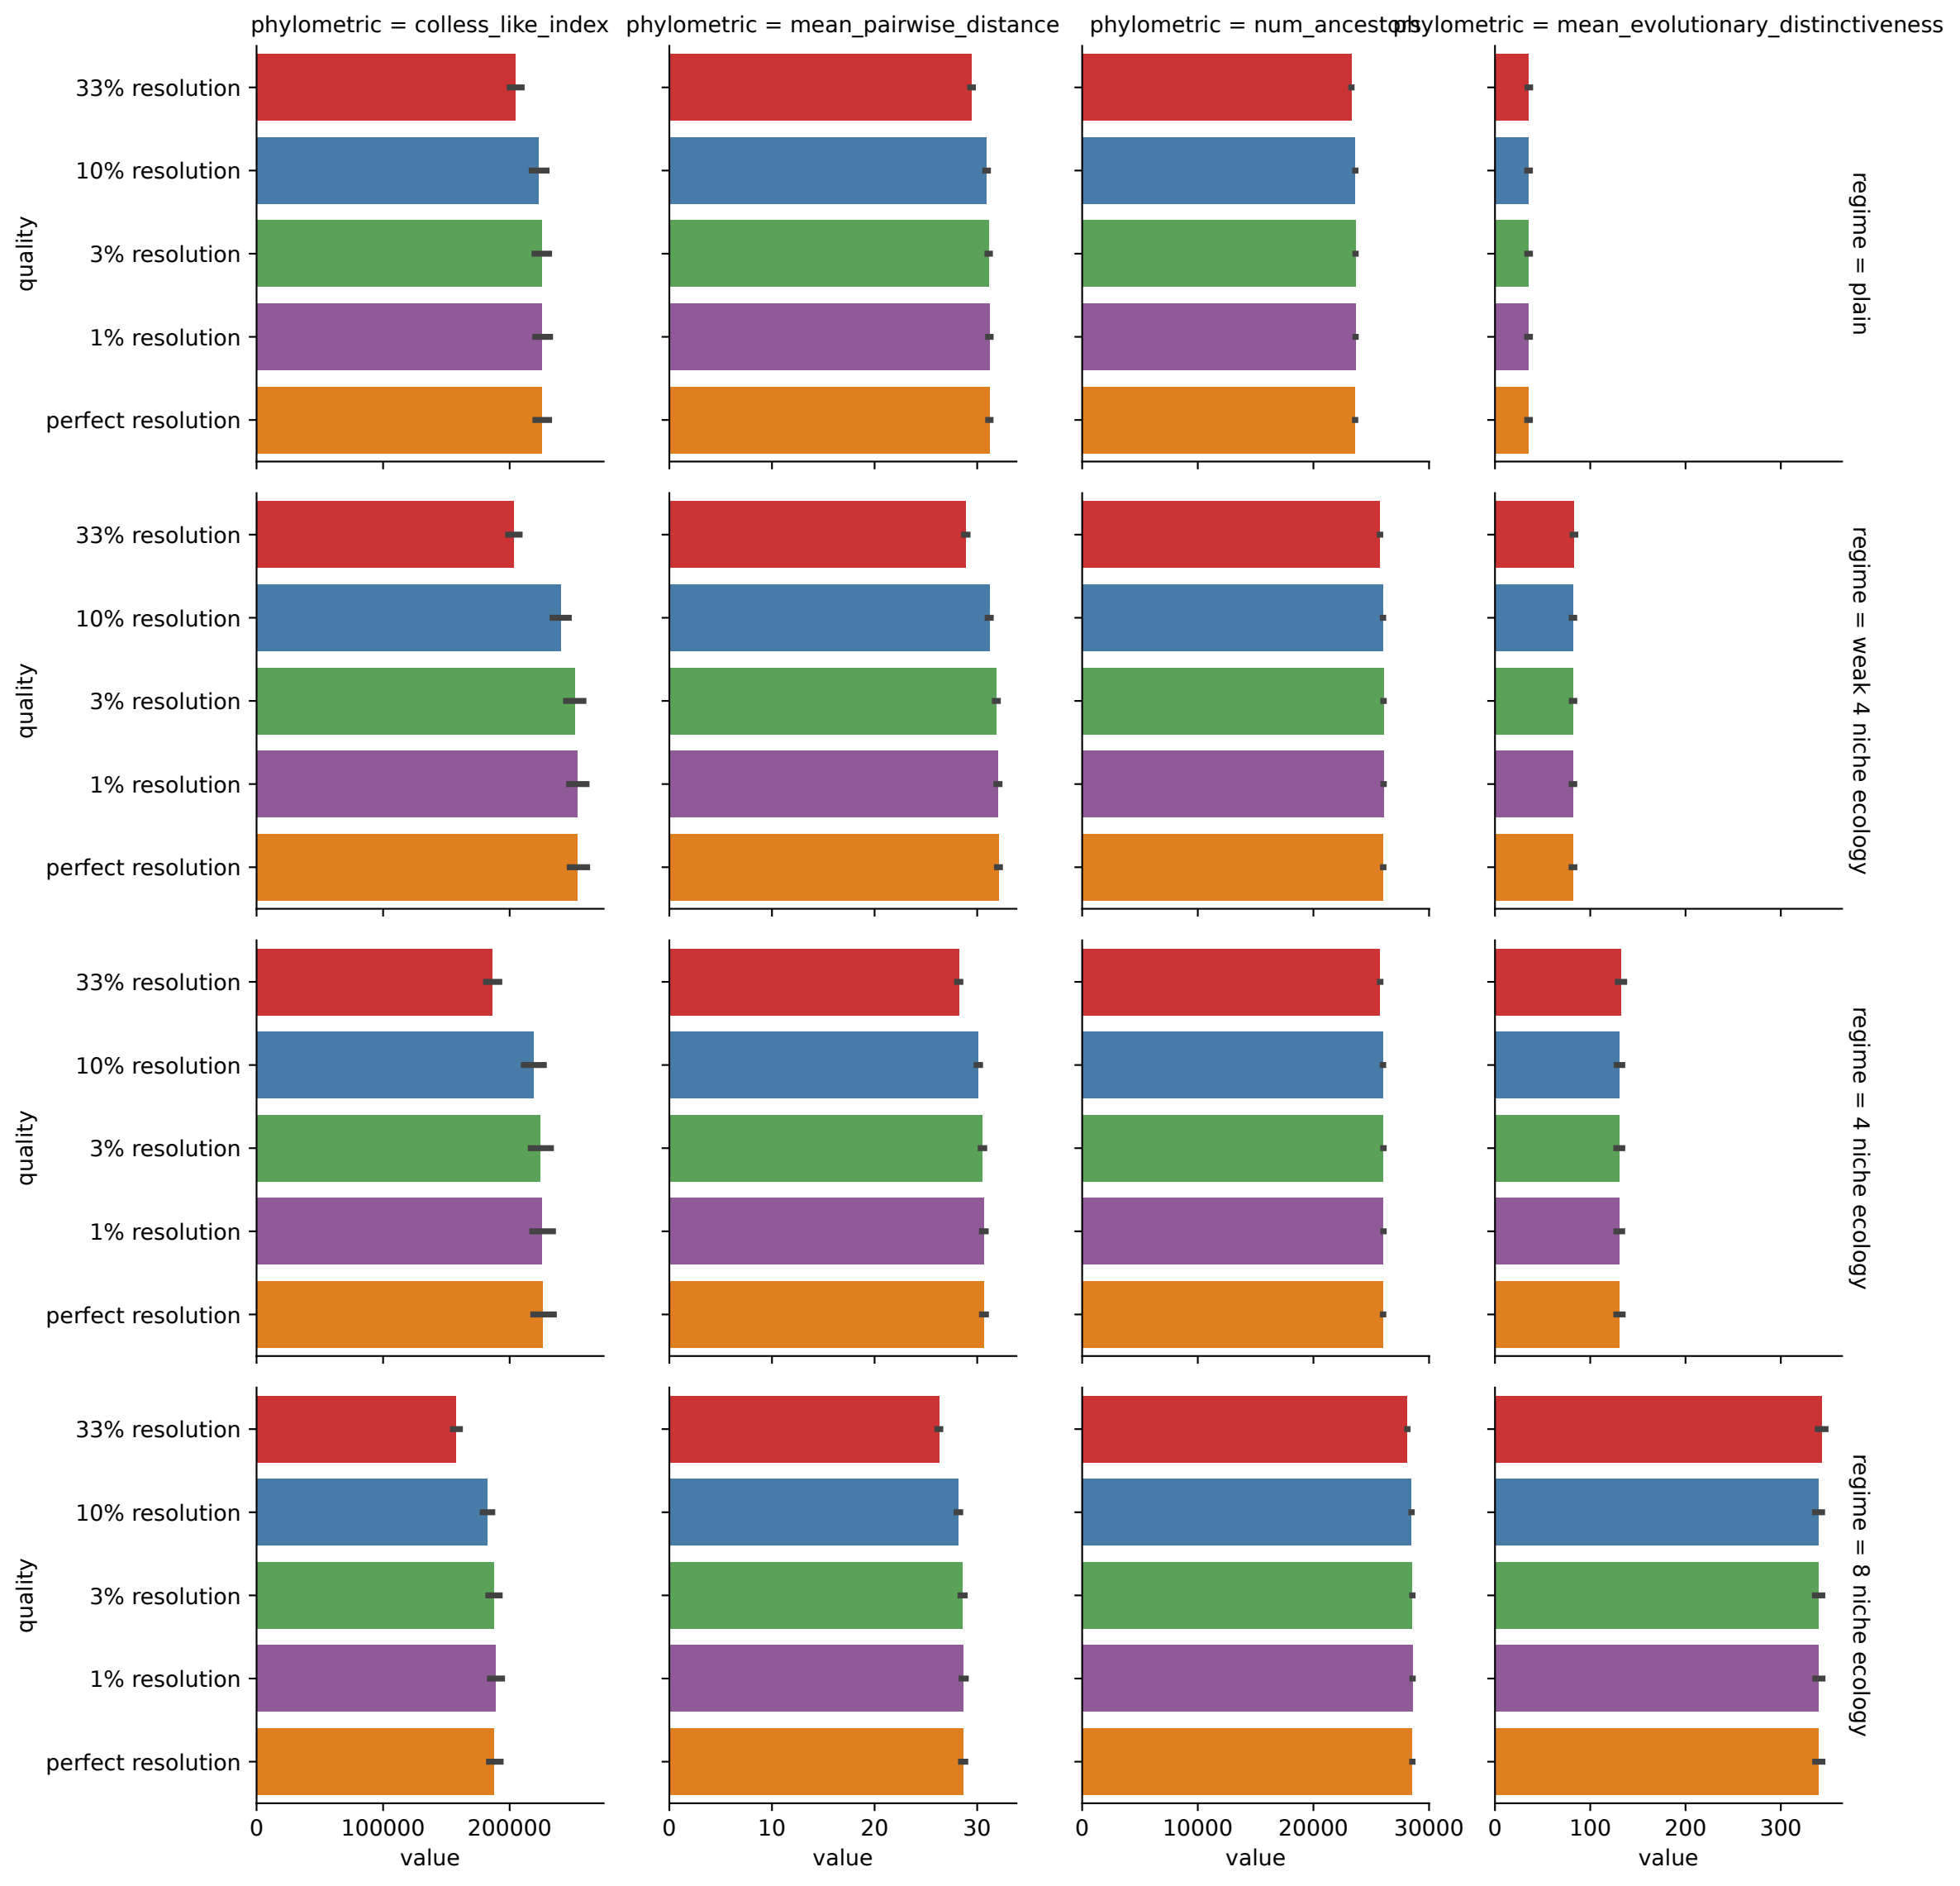 phylometric = colless_like_index
phylometric = mean_pairwise_distance
phylometric = num_ancestors
phylometric = mean_evolutionary_distinctiveness
quality
33% resolution
10% resolution
3% resolution
1% resolution
perfect resolution
regime = plain
quality
33% resolution
10% resolution
3% resolution
1% resolution
perfect resolution
regime = weak 4 niche ecology
quality
33% resolution
10% resolution
3% resolution
1% resolution
perfect resolution
regime = 4 niche ecology
quality
33% resolution
10% resolution
3% resolution
1% resolution
perfect resolution
regime = 8 niche ecology
0 100000 200000
value
0 10 20 30
value
0 10000 20000 30000
value
0 100 200 300
value